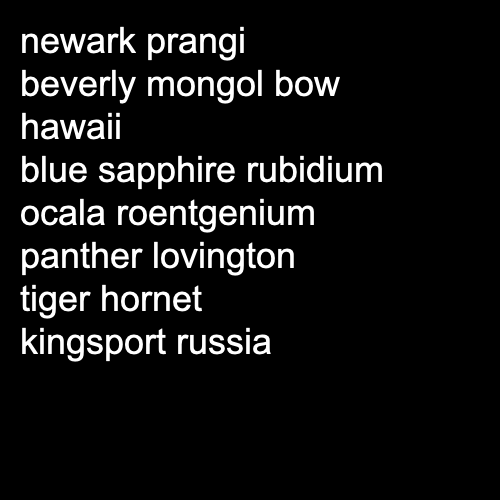 newark prangi
beverly mongol bow
hawaii
blue sapphire rubidium
ocala roentgenium
panther lovington
tiger hornet
kingsport russia